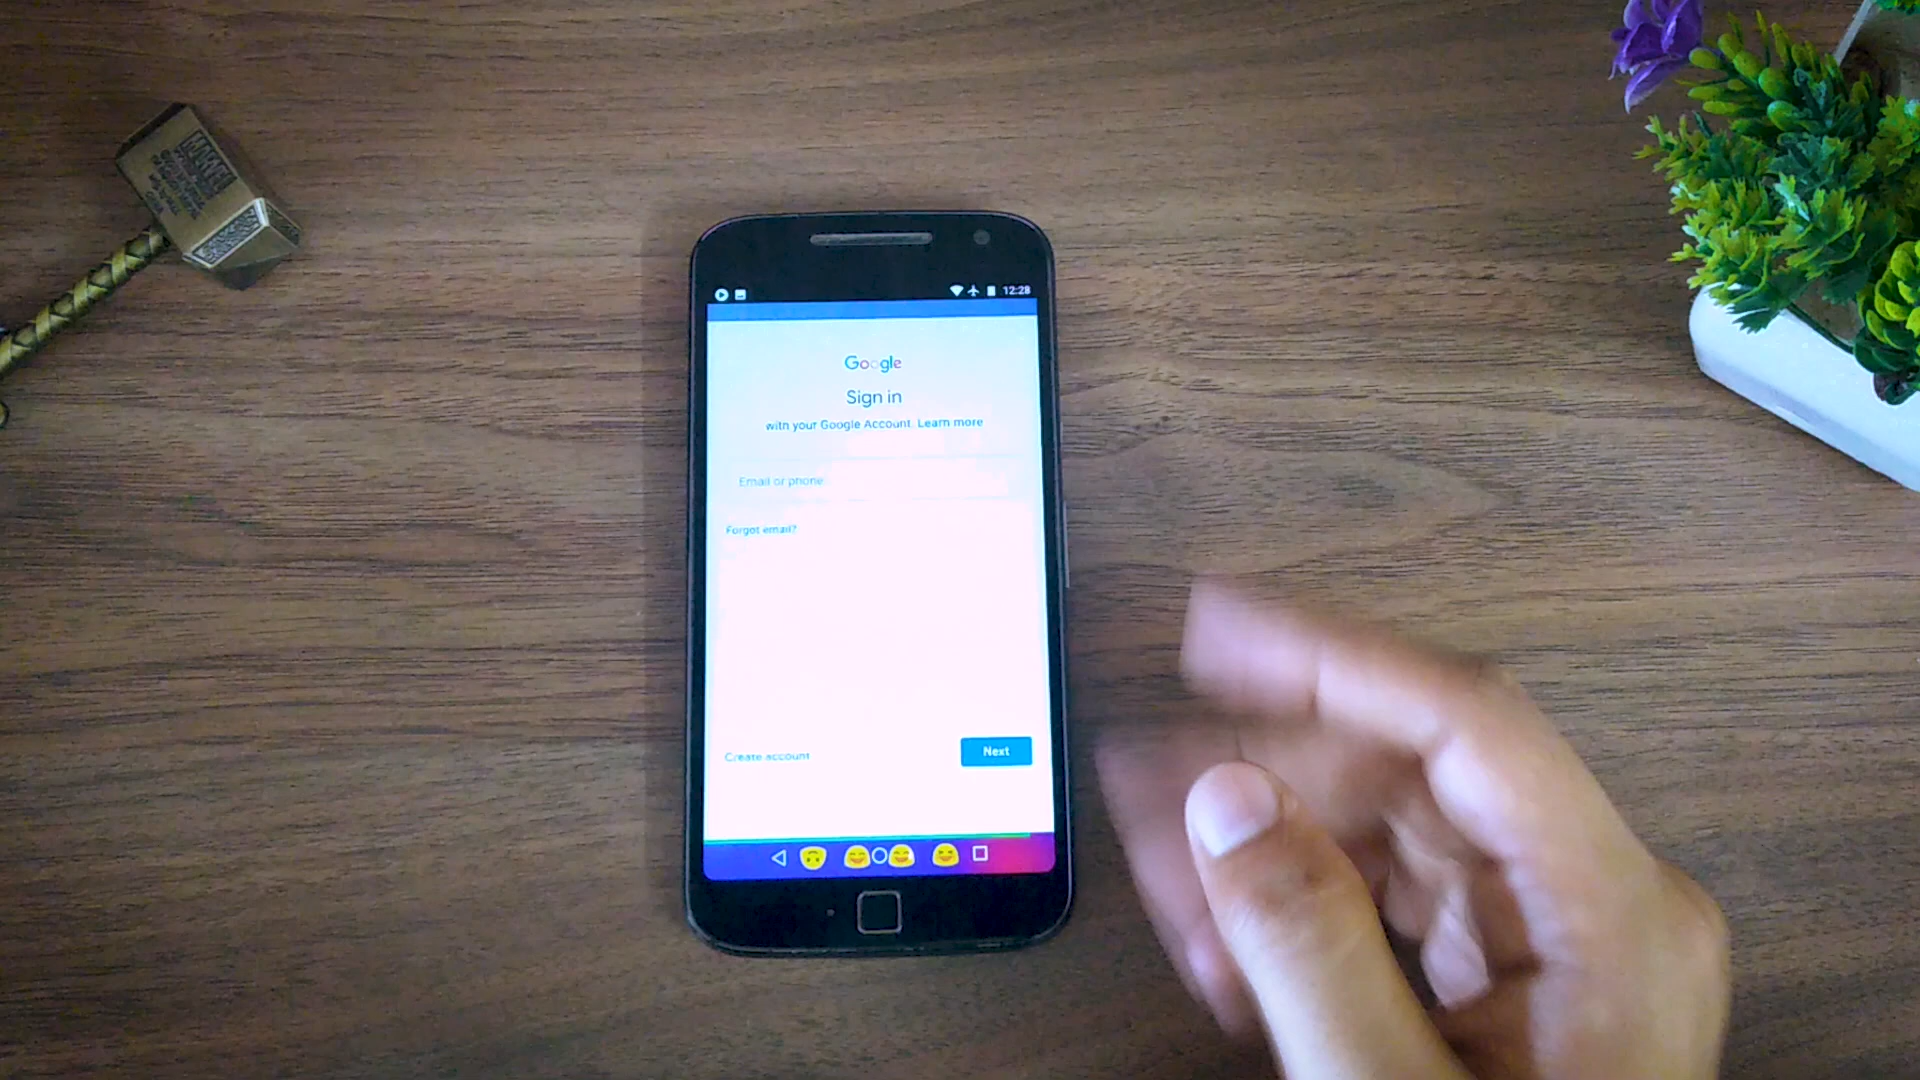 12:28
Google
Sign in
with your Google Account. Learn more
Email or phone
Forgot email?
Create account
Next